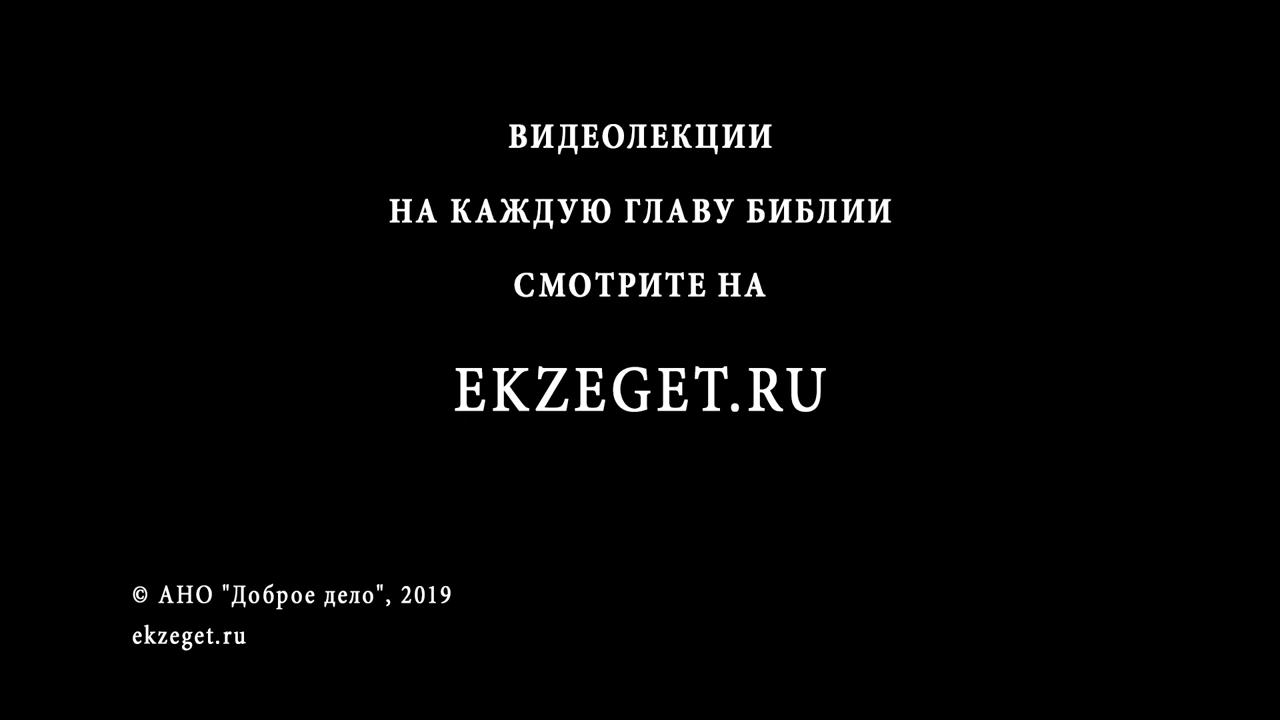 ВИДЕОЛЕКЦИИ
НА КАЖДУЮ ГЛАВУ БИБЛИИ
СМОТРИТЕ НА
EKZEGET.RU
© АНО "Доброе дело", 2019
ekzeget.ru